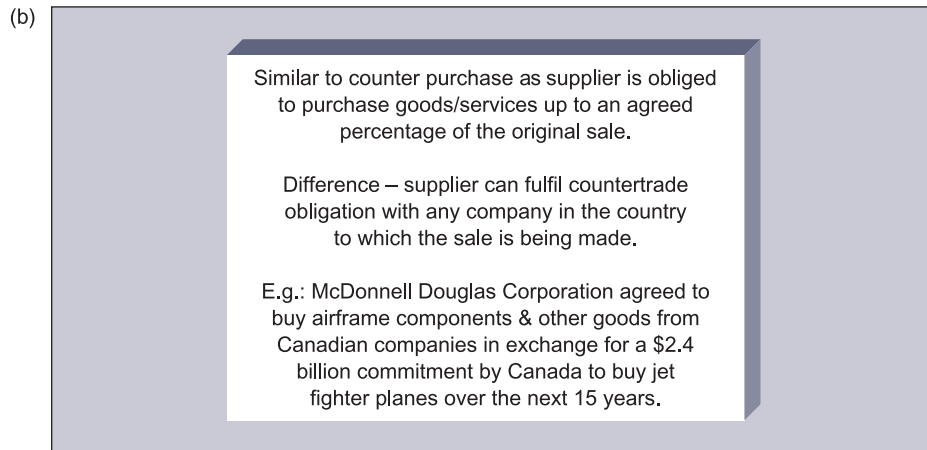 (b)
Similar to counter purchase as supplier is obliged
to purchase goods/services up to an agreed
percentage of the original sale.
Difference – supplier can fulfil countertrade
obligation with any company in the country
to which the sale is being made.
E.g.: McDonnell Douglas Corporation agreed to
buy airframe components & other goods from
Canadian companies in exchange for a $2.4
billion commitment by Canada to buy jet
fighter planes over the next 15 years.